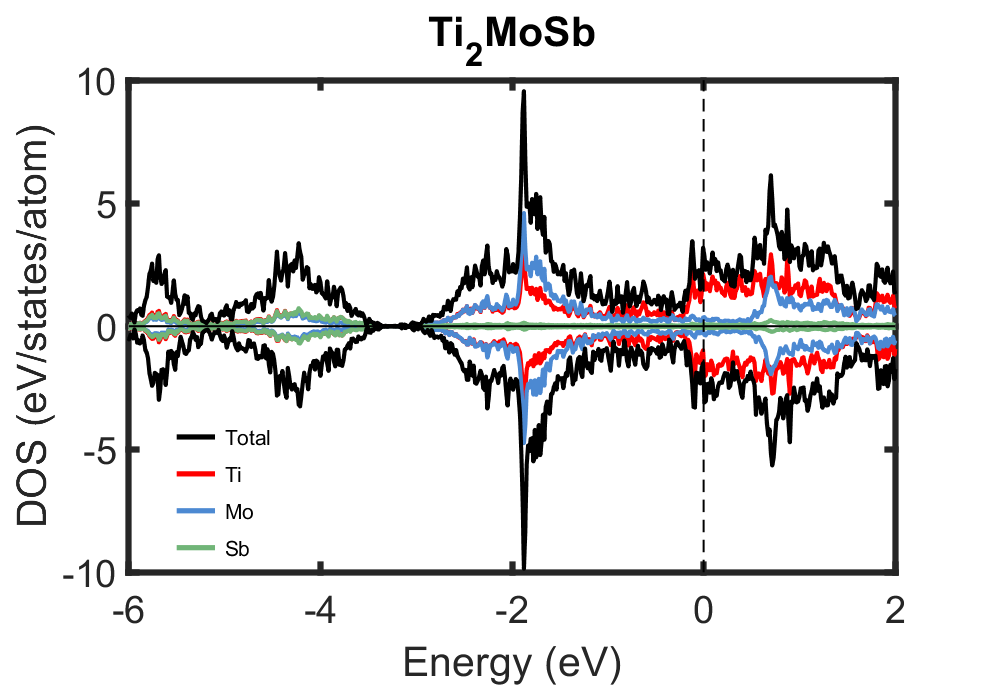 Ti₂MoSb
10
5
0
-5
-10
DOS (eV/states/atom)
Total
Ti
Mo
Sb
-6 -4 -2 0 2
Energy (eV)